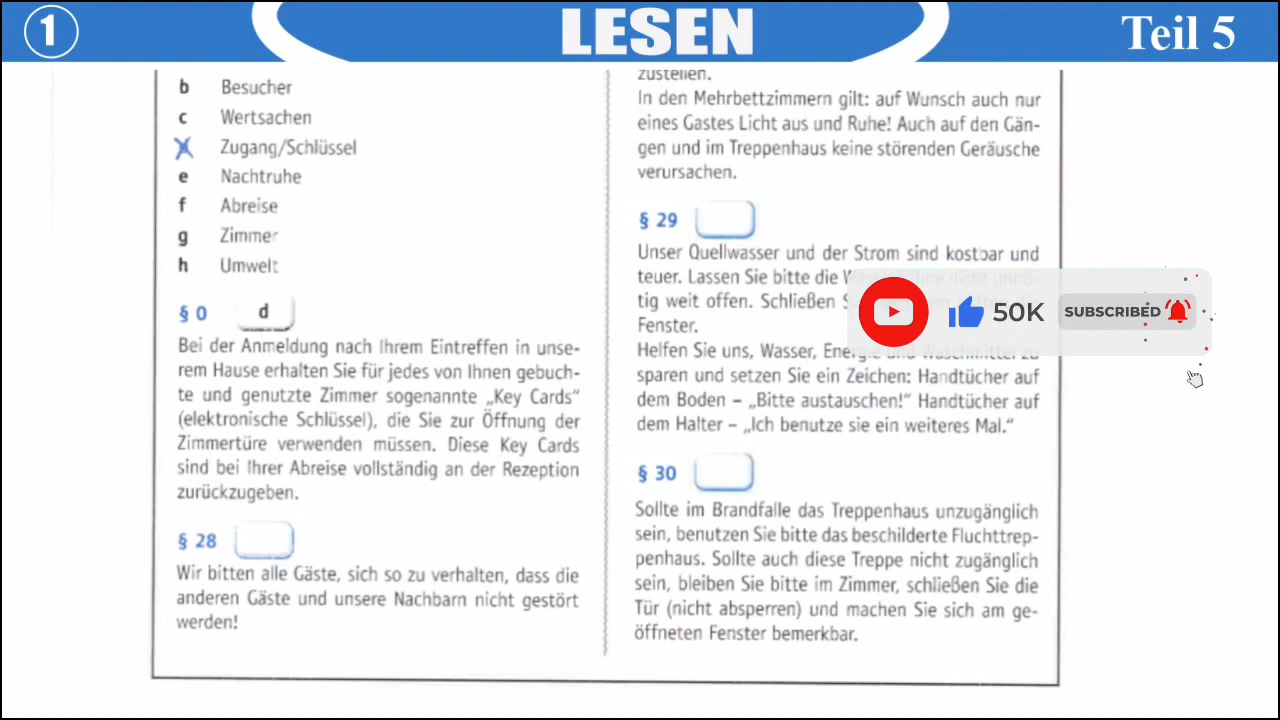 1
LESEN
Teil 5
b Besucher
c Wertsachen
Zugang/Schlüssel
e Nachtruhe
f Abreise
g Zimmer
h Umwelt
§ 0 d
Bei der Anmeldung nach Ihrem Eintreffen in unse-
rem Hause erhalten Sie für jedes von Ihnen gebuch-
te und genutzte Zimmer sogenannte „Key Cards“
(elektronische Schlüssel), die Sie zur Öffnung der
Zimmertüre verwenden müssen. Diese Key Cards
sind bei Ihrer Abreise vollständig an der Rezeption
zurückzugeben.
§ 28
Wir bitten alle Gäste, sich so zu verhalten, dass die
anderen Gäste und unsere Nachbarn nicht gestört
werden!
zustellen.
In den Mehrbettzimmern gilt: auf Wunsch auch nur
eines Gastes Licht aus und Ruhe! Auch auf den Gän-
gen und im Treppenhaus keine störenden Geräusche
verursachen.
§ 29
Unser Quellwasser und der Strom sind kostbar und
teuer. Lassen Sie bitte die Wasserhähne nicht unnö-
tig weit offen. Schließen
Fenster.
Helfen Sie uns, Wasser, Energie und Waschmittel zu
sparen und setzen Sie ein Zeichen: Handtücher auf
dem Boden – „Bitte austauschen!“ Handtücher auf
dem Halter – „Ich benutze sie ein weiteres Mal.“
§ 30
Sollte im Brandfalle das Treppenhaus unzugänglich
sein, benutzen Sie bitte das beschilderte Fluchttrep-
penhaus. Sollte auch diese Treppe nicht zugänglich
sein, bleiben Sie bitte im Zimmer, schließen Sie die
Tür (nicht absperren) und machen Sie sich am ge-
öffneten Fenster bemerkbar.
50K
SUBSCRIBED